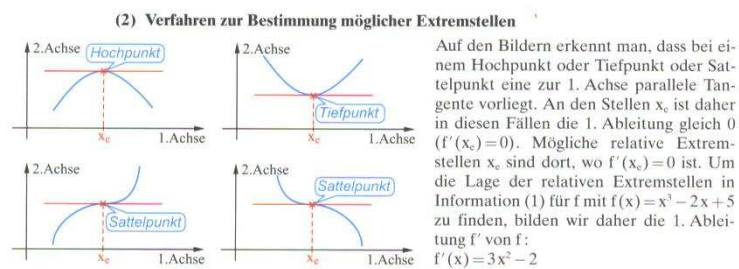 (2) Verfahren zur Bestimmung möglicher Extremstellen
2.Achse
Hochpunkt
xₑ
1.Achse
2.Achse
Tiefpunkt
xₑ
1.Achse
2.Achse
Sattelpunkt
xₑ
1.Achse
2.Achse
Sattelpunkt
xₑ
1.Achse
Auf den Bildern erkennt man, dass bei ei-
nem Hochpunkt oder Tiefpunkt oder Sat-
telpunkt eine zur 1. Achse parallele Tan-
gente vorliegt. An den Stellen xₑ ist daher
in diesen Fällen die 1. Ableitung gleich 0
(f′(xₑ) = 0). Mögliche relative Extrem-
stellen xₑ sind dort, wo f′(xₑ) = 0 ist. Um
die Lage der relativen Extremstellen in
Information (1) für f mit f(x) = x³ − 2x + 5
zu finden, bilden wir daher die 1. Ablei-
tung f′ von f:
f′(x) = 3x² − 2